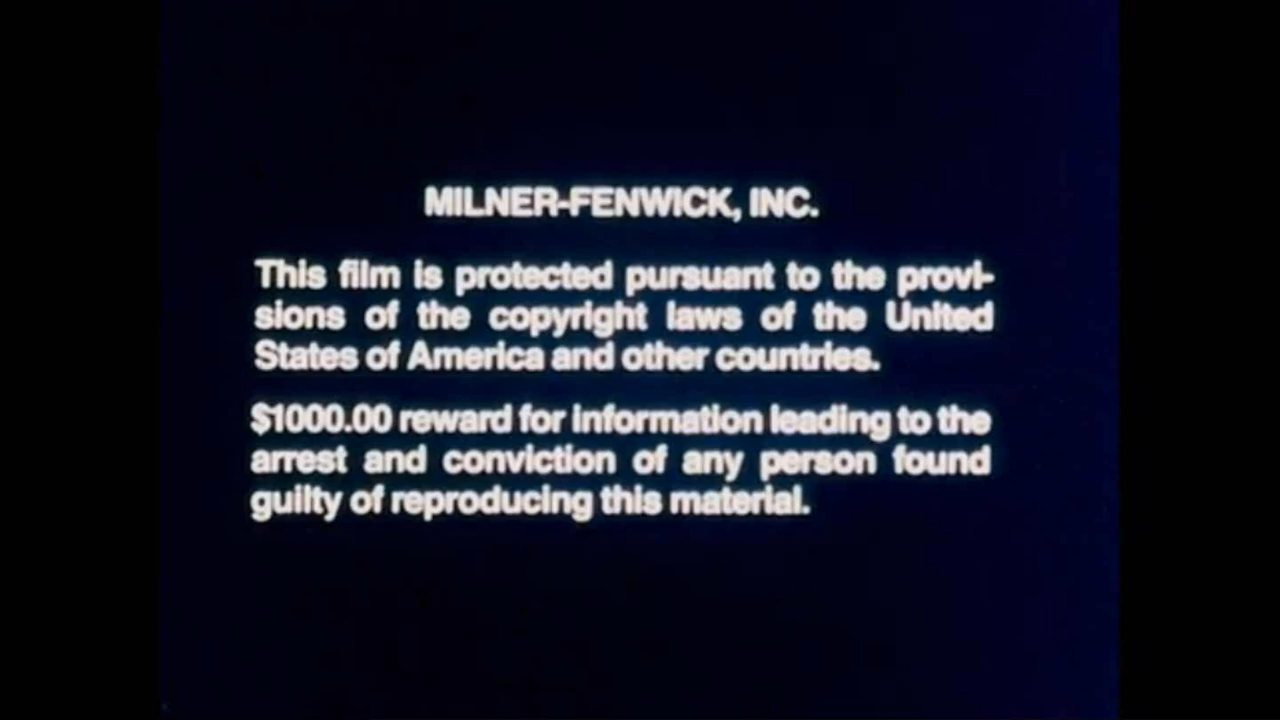 MILNER-FENWICK, INC.
This film is protected pursuant to the provi-
sions of the copyright laws of the United
States of America and other countries.
$1000.00 reward for information leading to the
arrest and conviction of any person found
guilty of reproducing this material.